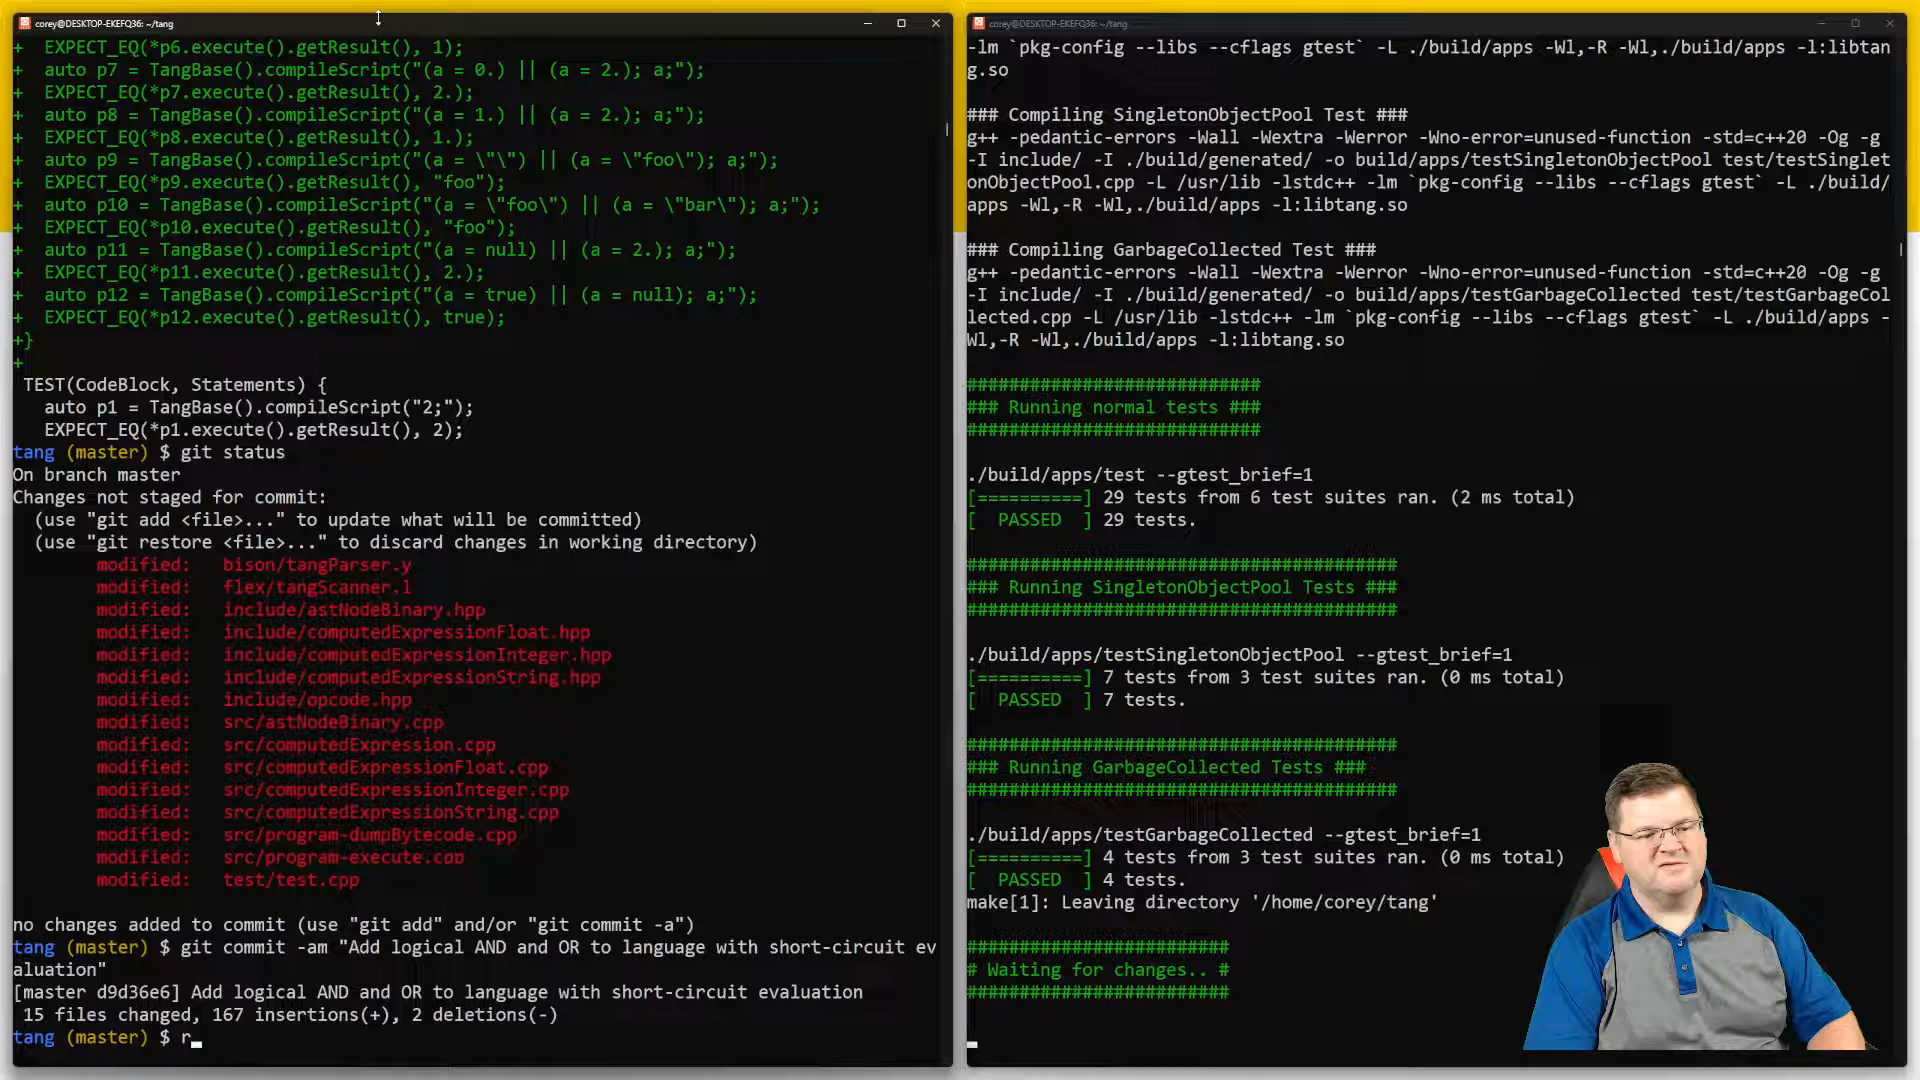 corey@DESKTOP-EKEFQ36: ~/tang
+  EXPECT_EQ(*p6.execute().getResult(), 1);
+  auto p7 = TangBase().compileScript("(a = 0.) || (a = 2.); a;");
+  EXPECT_EQ(*p7.execute().getResult(), 2.);
+  auto p8 = TangBase().compileScript("(a = 1.) || (a = 2.); a;");
+  EXPECT_EQ(*p8.execute().getResult(), 1.);
+  auto p9 = TangBase().compileScript("(a = \"\") || (a = \"foo\"); a;");
+  EXPECT_EQ(*p9.execute().getResult(), "foo");
+  auto p10 = TangBase().compileScript("(a = \"foo\") || (a = \"bar\"); a;");
+  EXPECT_EQ(*p10.execute().getResult(), "foo");
+  auto p11 = TangBase().compileScript("(a = null) || (a = 2.); a;");
+  EXPECT_EQ(*p11.execute().getResult(), 2.);
+  auto p12 = TangBase().compileScript("(a = true) || (a = null); a;");
+  EXPECT_EQ(*p12.execute().getResult(), true);
+}
+
TEST(CodeBlock, Statements) {
auto p1 = TangBase().compileScript("2;");
EXPECT_EQ(*p1.execute().getResult(), 2);
tang (master) $ git status
On branch master
Changes not staged for commit:
(use "git add <file>..." to update what will be committed)
(use "git restore <file>..." to discard changes in working directory)
modified:   bison/tangParser.y
modified:   flex/tangScanner.l
modified:   include/astNodeBinary.hpp
modified:   include/computedExpressionFloat.hpp
modified:   include/computedExpressionInteger.hpp
modified:   include/computedExpressionString.hpp
modified:   include/opcode.hpp
modified:   src/astNodeBinary.cpp
modified:   src/computedExpression.cpp
modified:   src/computedExpressionFloat.cpp
modified:   src/computedExpressionInteger.cpp
modified:   src/computedExpressionString.cpp
modified:   src/program-dumpBytecode.cpp
modified:   src/program-execute.cpp
modified:   test/test.cpp
no changes added to commit (use "git add" and/or "git commit -a")
tang (master) $ git commit -am "Add logical AND and OR to language with short-circuit ev
aluation"
[master d9d36e6] Add logical AND and OR to language with short-circuit evaluation
15 files changed, 167 insertions(+), 2 deletions(-)
tang (master) $ r
corey@DESKTOP-EKEFQ36: ~/tang
-lm `pkg-config --libs --cflags gtest` -L ./build/apps -Wl,-R -Wl,./build/apps -l:libtan
g.so
### Compiling SingletonObjectPool Test ###
g++ -pedantic-errors -Wall -Wextra -Werror -Wno-error=unused-function -std=c++20 -Og -g
-I include/ -I ./build/generated/ -o build/apps/testSingletonObjectPool test/testSinglet
onObjectPool.cpp -L /usr/lib -lstdc++ -lm `pkg-config --libs --cflags gtest` -L ./build/
apps -Wl,-R -Wl,./build/apps -l:libtang.so
### Compiling GarbageCollected Test ###
g++ -pedantic-errors -Wall -Wextra -Werror -Wno-error=unused-function -std=c++20 -Og -g
-I include/ -I ./build/generated/ -o build/apps/testGarbageCollected test/testGarbageCol
lected.cpp -L /usr/lib -lstdc++ -lm `pkg-config --libs --cflags gtest` -L ./build/apps -
Wl,-R -Wl,./build/apps -l:libtang.so
############################
### Running normal tests ###
############################
./build/apps/test --gtest_brief=1
[==========] 29 tests from 6 test suites ran. (2 ms total)
[  PASSED  ] 29 tests.
#########################################
### Running SingletonObjectPool Tests ###
#########################################
./build/apps/testSingletonObjectPool --gtest_brief=1
[==========] 7 tests from 3 test suites ran. (0 ms total)
[  PASSED  ] 7 tests.
#########################################
### Running GarbageCollected Tests ###
#########################################
./build/apps/testGarbageCollected --gtest_brief=1
[==========] 4 tests from 3 test suites ran. (0 ms total)
[  PASSED  ] 4 tests.
make[1]: Leaving directory '/home/corey/tang'
#########################
# Waiting for changes.. #
#########################